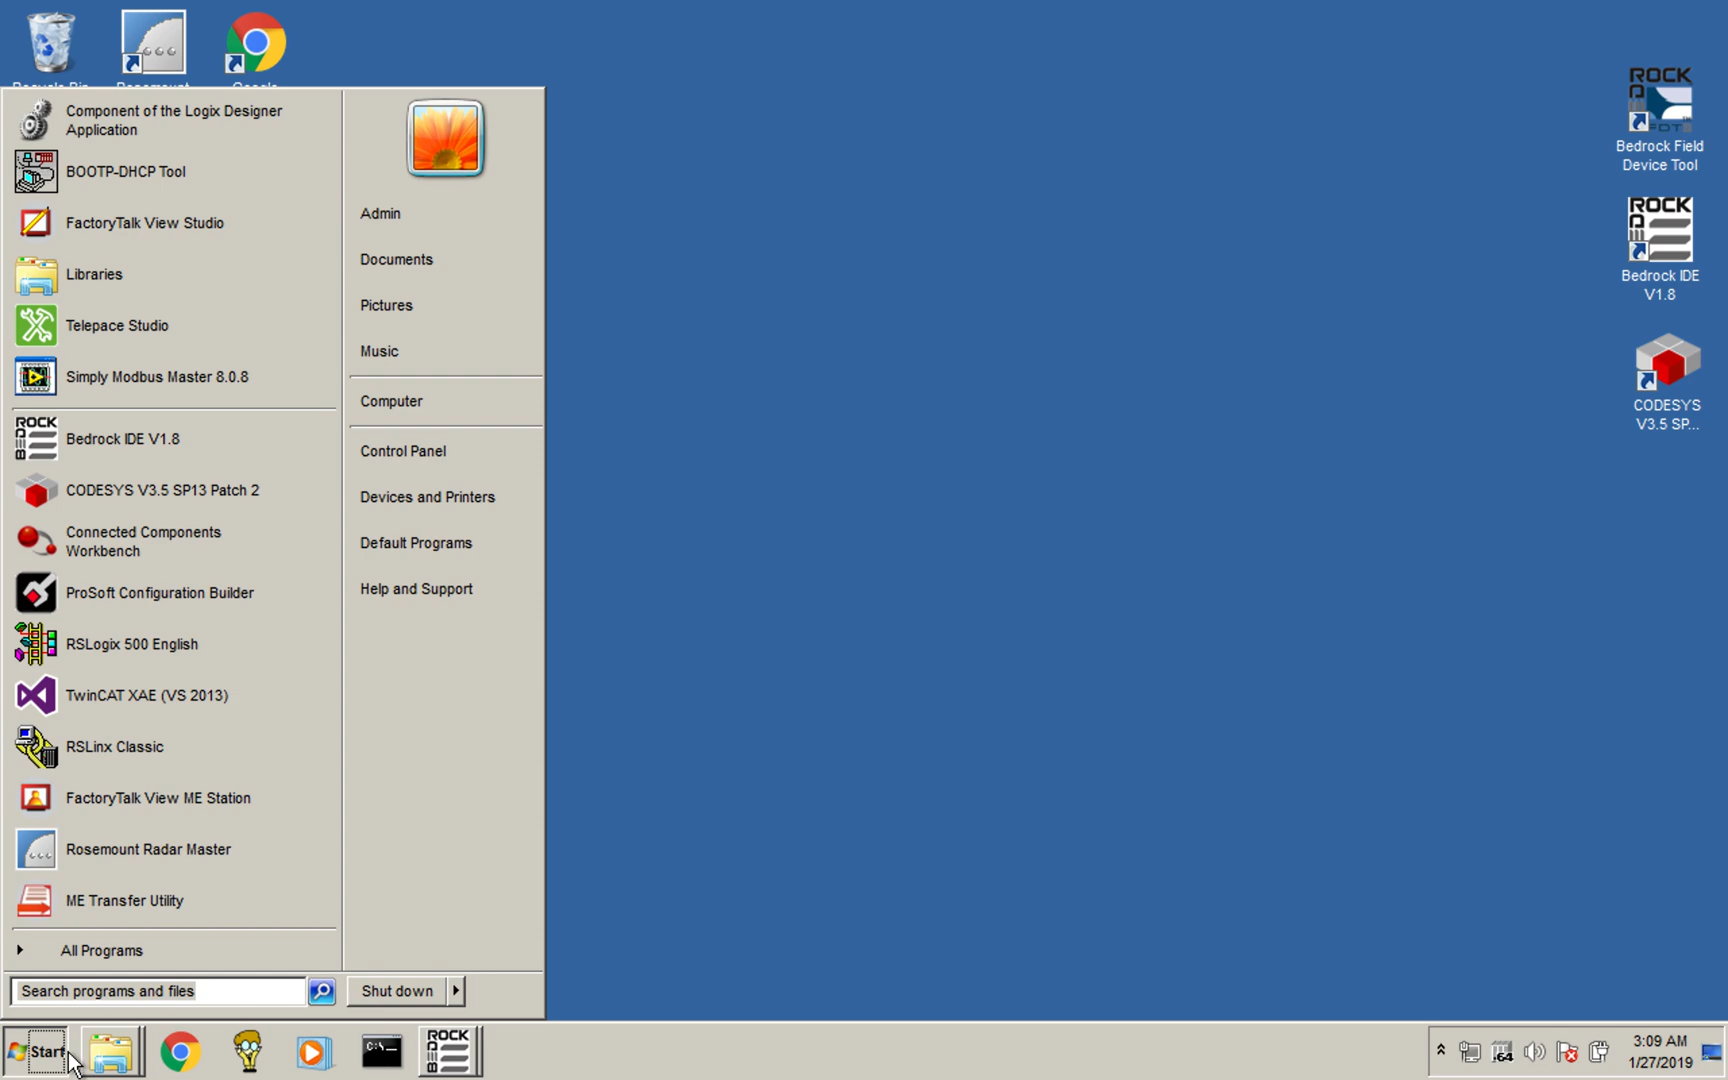 Component of the Logix Designer
Application
BOOTP-DHCP Tool
FactoryTalk View Studio
Libraries
Telepace Studio
Simply Modbus Master 8.0.8
Bedrock IDE V1.8
CODESYS V3.5 SP13 Patch 2
Connected Components
Workbench
ProSoft Configuration Builder
RSLogix 500 English
TwinCAT XAE (VS 2013)
RSLinx Classic
FactoryTalk View ME Station
Rosemount Radar Master
ME Transfer Utility
All Programs
Search programs and files
Admin
Documents
Pictures
Music
Computer
Control Panel
Devices and Printers
Default Programs
Help and Support
Shut down
ROCK
FDT
Bedrock Field
Device Tool
ROCK
Bedrock IDE
V1.8
CODESYS
V3.5 SP...
Start
C:\_
ROCK
64
3:09 AM
1/27/2019